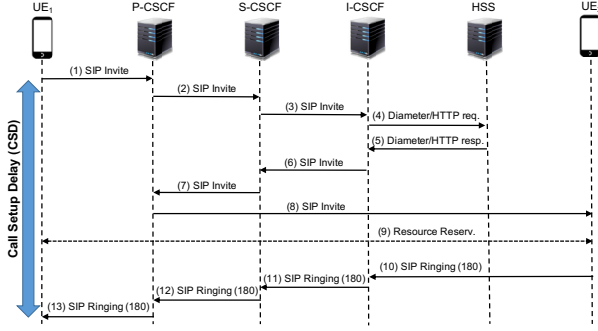 UE₁
P-CSCF
S-CSCF
I-CSCF
HSS
UE
(1) SIP Invite
(2) SIP Invite
(3) SIP Invite
(4) Diameter/HTTP req.
(5) Diameter/HTTP resp.
(6) SIP Invite
(7) SIP Invite
(8) SIP Invite
(9) Resource Reserv.
(10) SIP Ringing (180)
(11) SIP Ringing (180)
(12) SIP Ringing (180)
(13) SIP Ringing (180)
Call Setup Delay (CSD)